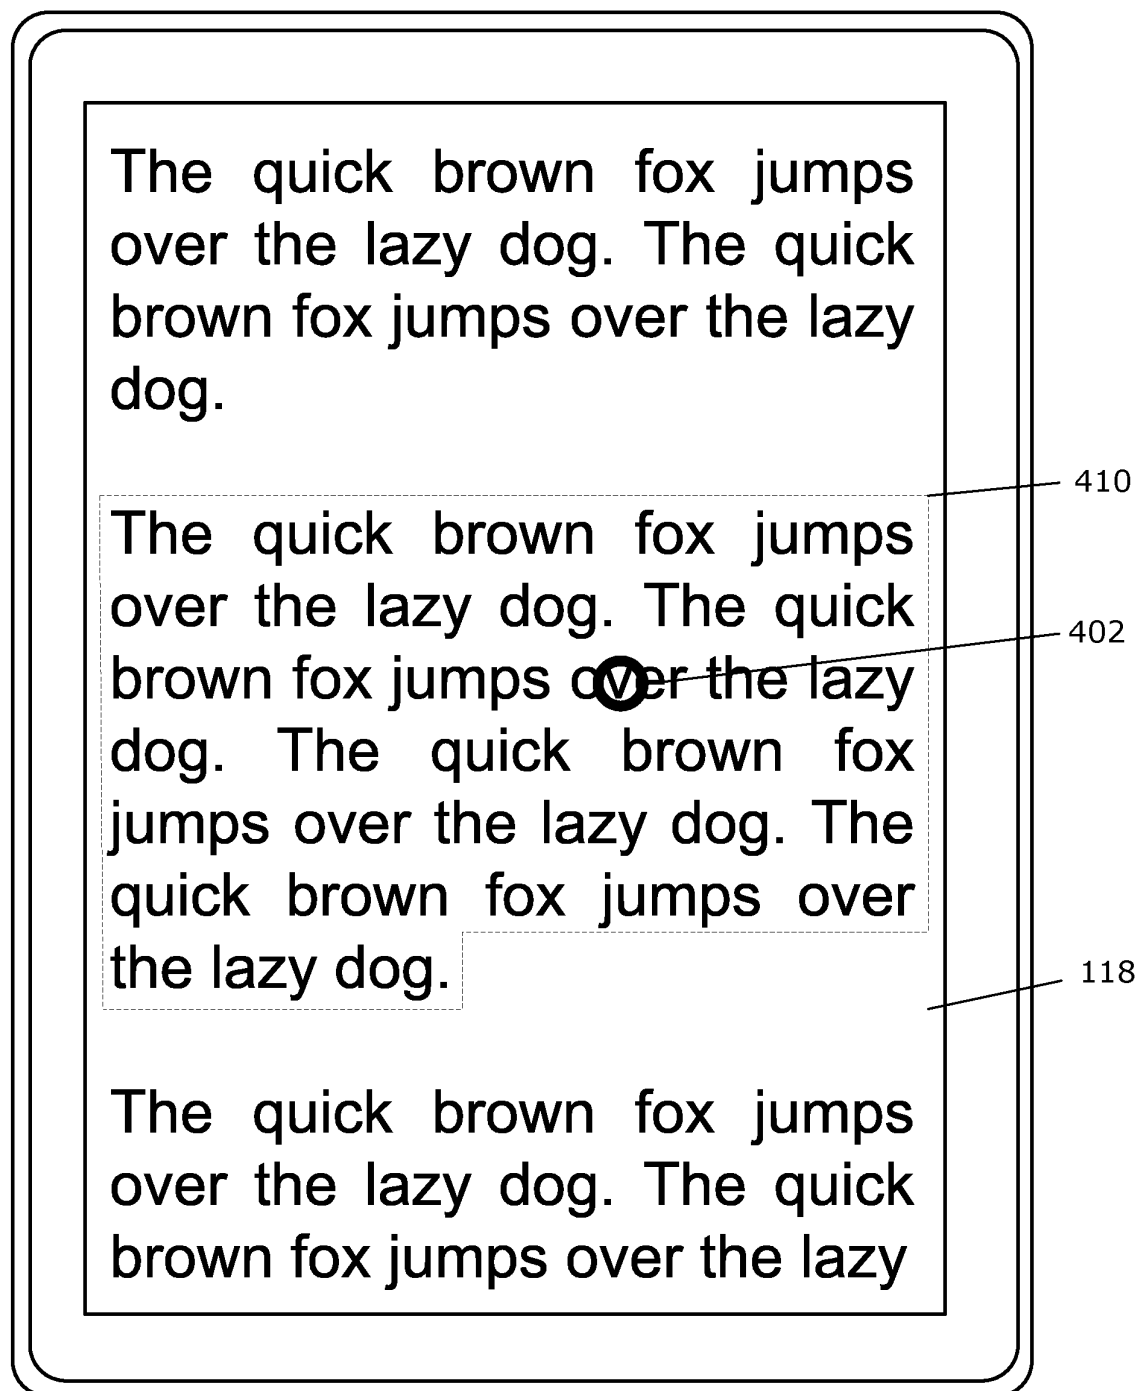 The quick brown fox jumps
over the lazy dog. The quick
brown fox jumps over the lazy
dog.
410
The quick brown fox jumps
over the lazy dog. The quick
402
brown fox jumps over the lazy
dog. The quick brown fox
jumps over the lazy dog. The
quick brown fox jumps over
the lazy dog.
118
The quick brown fox jumps
over the lazy dog. The quick
brown fox jumps over the lazy